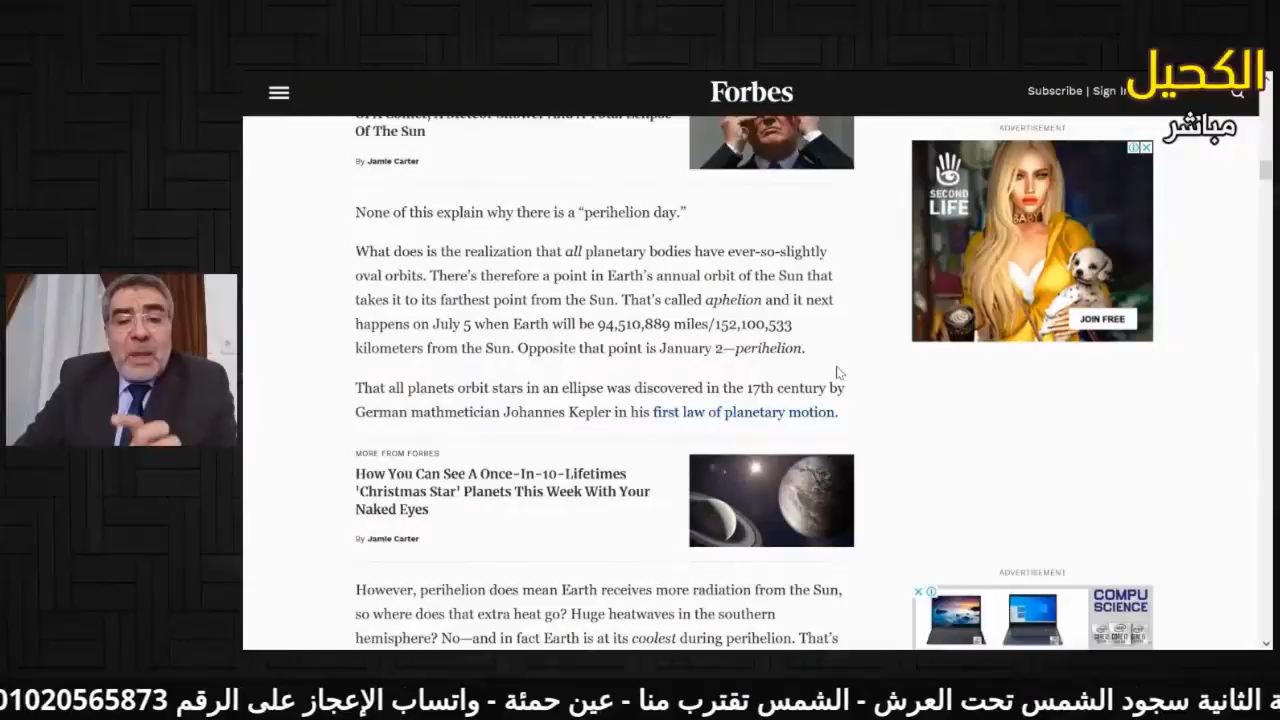 الكحيل
مباشر
Forbes
Subscribe | Sign In
Of A Comet, A Meteor Shower And A Total Eclipse
Of The Sun
By Jamie Carter
None of this explain why there is a “perihelion day.”
What does is the realization that all planetary bodies have ever-so-slightly
oval orbits. There’s therefore a point in Earth’s annual orbit of the Sun that
takes it to its farthest point from the Sun. That’s called aphelion and it next
happens on July 5 when Earth will be 94,510,889 miles/152,100,533
kilometers from the Sun. Opposite that point is January 2—perihelion.
That all planets orbit stars in an ellipse was discovered in the 17th century by
German mathmetician Johannes Kepler in his first law of planetary motion.
MORE FROM FORBES
How You Can See A Once-In-10-Lifetimes
'Christmas Star' Planets This Week With Your
Naked Eyes
By Jamie Carter
However, perihelion does mean Earth receives more radiation from the Sun,
so where does that extra heat go? Huge heatwaves in the southern
hemisphere? No—and in fact Earth is at its coolest during perihelion. That’s
ADVERTISEMENT
SECOND
LIFE
BABY
JOIN FREE
ADVERTISEMENT
COMPU
SCIENCE
الثانية سجود الشمس تحت العرش - الشمس تقترب منا - عين حمئة - واتساب الإعجاز على الرقم 01020565873